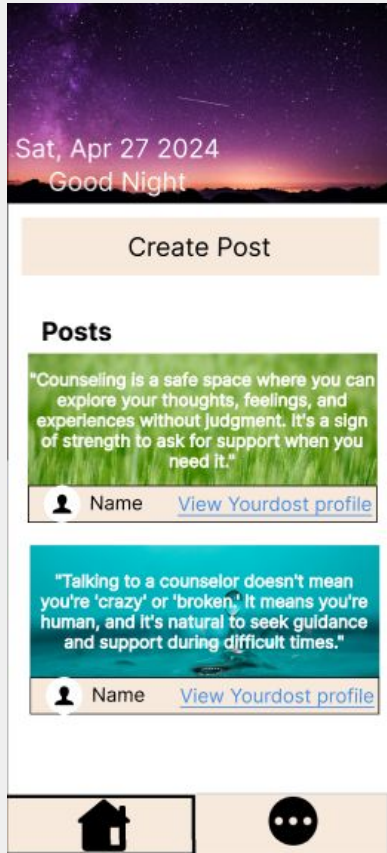 Sat, Apr 27 2024
Good Night
Create Post
Posts
"Counseling is a safe space where you can
explore your thoughts, feelings, and
experiences without judgment. It's a sign
of strength to ask for support when you
need it."
Name View Yourdost profile
"Talking to a counselor doesn't mean
you're 'crazy' or 'broken.' It means you're
human, and it's natural to seek guidance
and support during difficult times."
Name View Yourdost profile